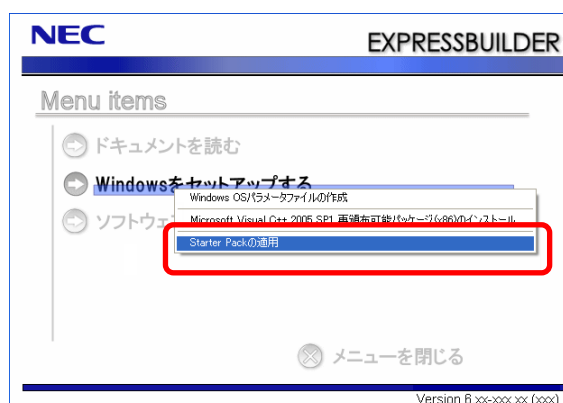 NEC
EXPRESSBUILDER
Menu items
ドキュメントを読む
Windowsをセットアップする
Windows OSパラメータファイルの作成
Microsoft Visual C++ 2005 SP1 再頒布可能パッケージ(x86)のインストール
ソフトウェ
Starter Packの適用
メニューを閉じる
Version 6.xx-xxx.xx (xxx)